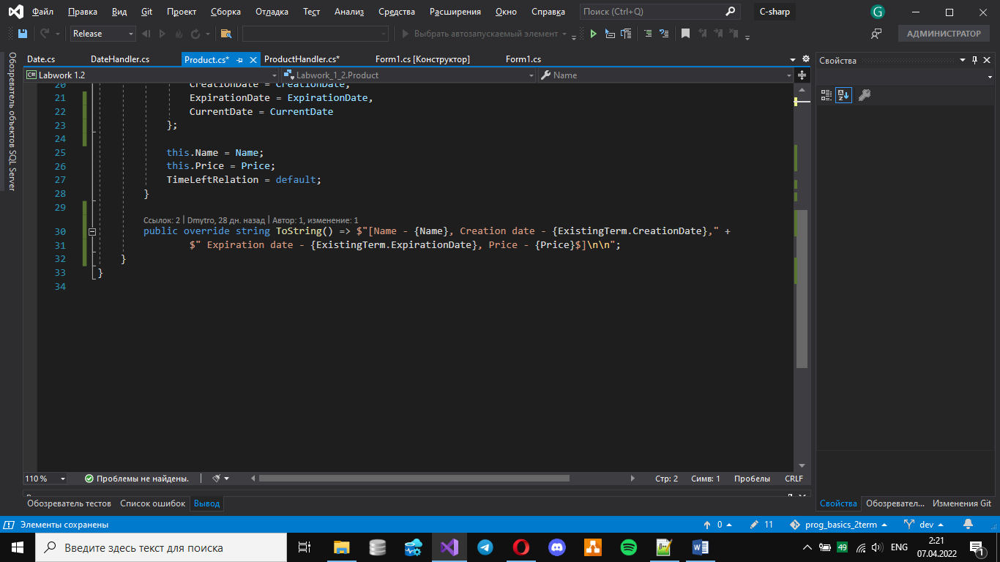 Файл Правка Вид Git Проект Сборка Отладка Тест Анализ Средства Расширения Окно Справка Поиск (Ctrl+Q) C-sharp G
Release Выбрать автозапускаемый элемент АДМИНИСТРАТОР
Обозреватель объектов SQL Server
Date.cs DateHandler.cs Product.cs* ProductHandler.cs* Form1.cs [Конструктор] Form1.cs
Свойства
C# Labwork 1.2 Labwork_1_2.Product Name
20 CreationDate = CreationDate,
21 ExpirationDate = ExpirationDate,
22 CurrentDate = CurrentDate
23 };
24
25 this.Name = Name;
26 this.Price = Price;
27 TimeLeftRelation = default;
28 }
29
Ссылок: 2 | Dmytro, 28 дн. назад | Автор: 1, изменение: 1
30 public override string ToString() => $"[Name - {Name}, Creation date - {ExistingTerm.CreationDate}," +
31 $" Expiration date - {ExistingTerm.ExpirationDate}, Price - {Price}$]\n\n";
32 }
33 }
34
110 % Проблемы не найдены. Стр: 2 Симв: 1 Пробелы CRLF
Обозреватель тестов Список ошибок Вывод
Свойства Обозревател... Изменения Git
Элементы сохранены 0 11 prog_basics_2term dev
Введите здесь текст для поиска
49 ENG 2:21
07.04.2022
1